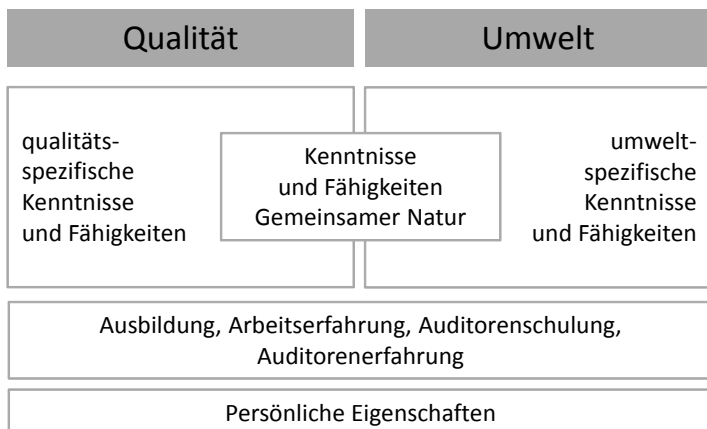 Qualität
Umwelt
qualitäts-
spezifische
Kenntnisse
und Fähigkeiten
Kenntnisse
und Fähigkeiten
Gemeinsamer Natur
umwelt-
spezifische
Kenntnisse
und Fähigkeiten
Ausbildung, Arbeitserfahrung, Auditorenschulung,
Auditorenerfahrung
Persönliche Eigenschaften